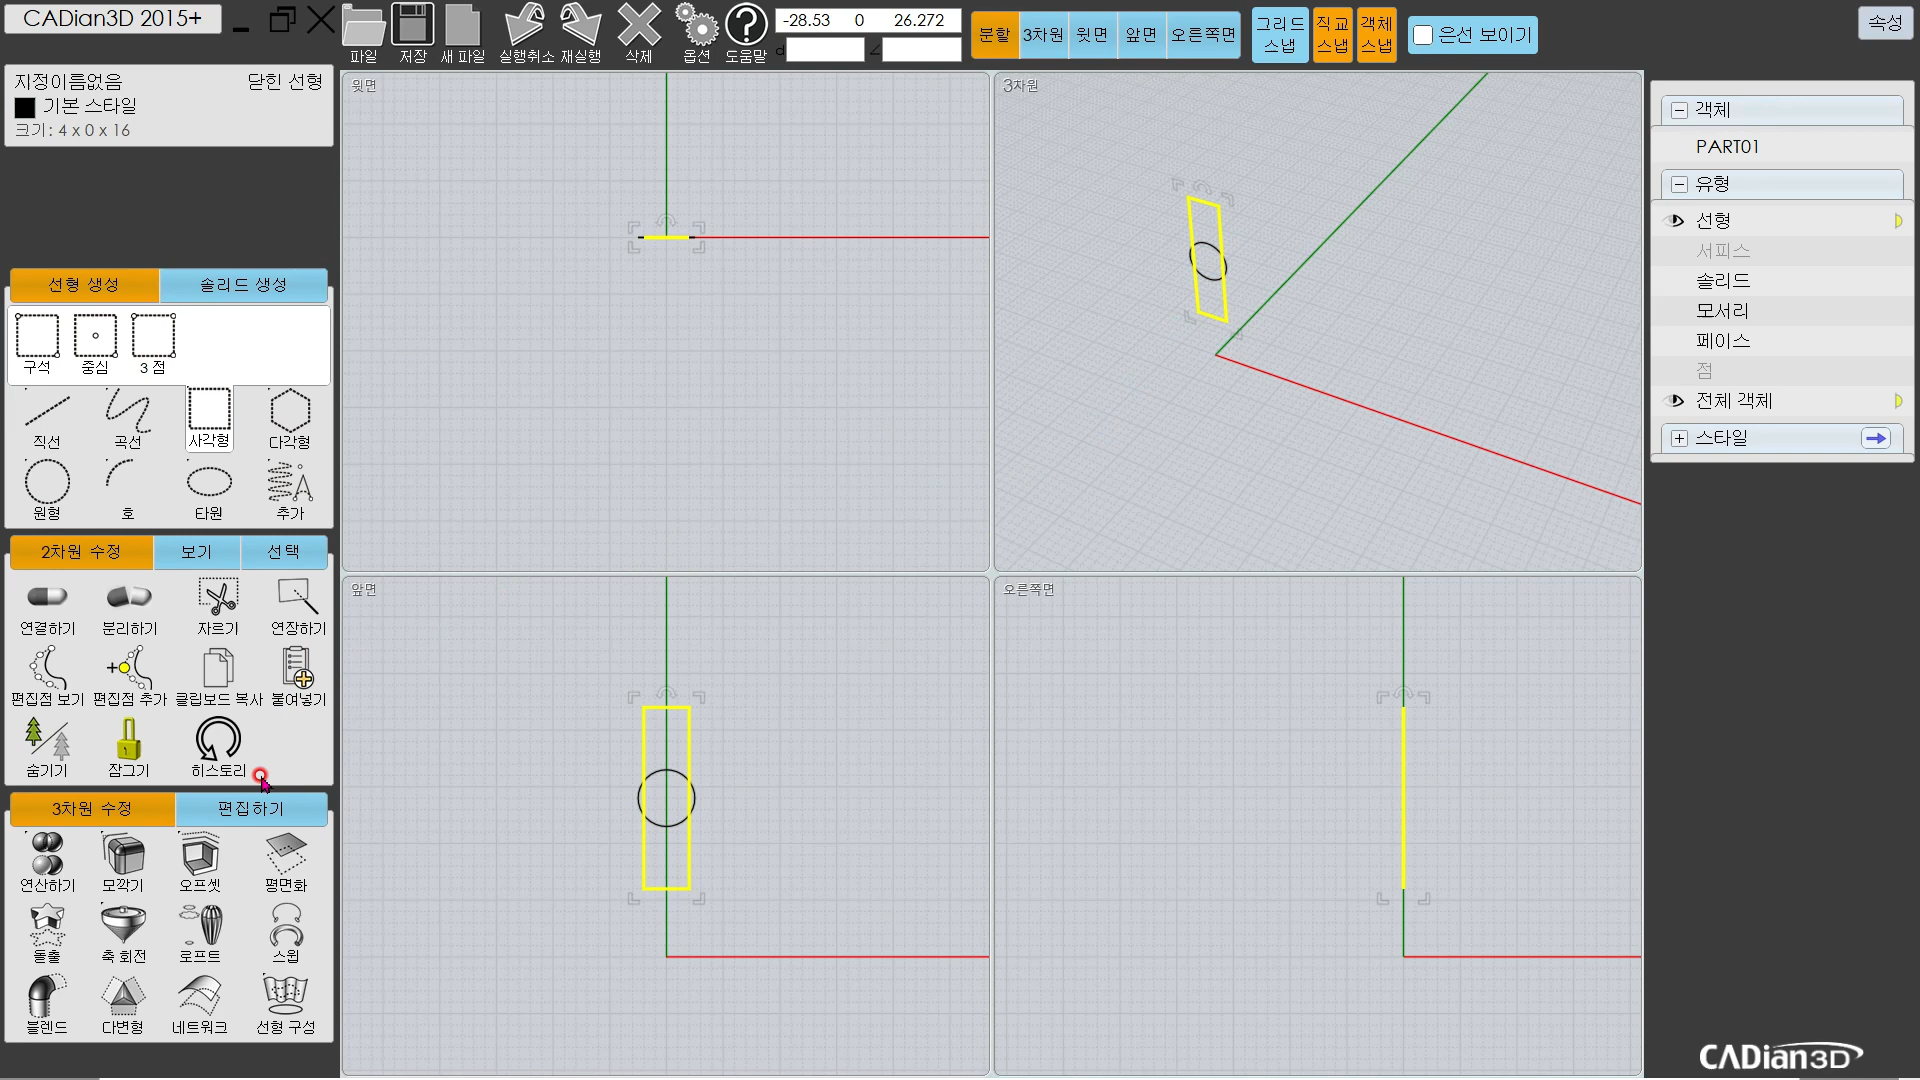 CADian3D 2015+
파일
저장
새 파일
실행취소
재실행
삭제
옵션
도움말
-28.53 0 26.272
d
∠
분할
3차원
윗면
앞면
오른쪽면
그리드
스냅
직교
스냅
객체
스냅
은선 보이기
속성
지정이름없음 닫힌 선형
기본 스타일
크기: 4 x 0 x 16
선형 생성
솔리드 생성
구석
중심
3 점
직선
곡선
사각형
다각형
원형
호
타원
추가
2차원 수정
보기
선택
연결하기
분리하기
자르기
연장하기
편집점 보기
편집점 추가
클립보드 복사
붙여넣기
숨기기
잠그기
히스토리
3차원 수정
편집하기
연산하기
모깍기
오프셋
평면화
돌출
축 회전
로프트
스윕
블렌드
다변형
네트워크
선형 구성
윗면
3차원
앞면
오른쪽면
객체
PART01
유형
선형
서피스
솔리드
모서리
페이스
점
전체 객체
스타일
CADian3D